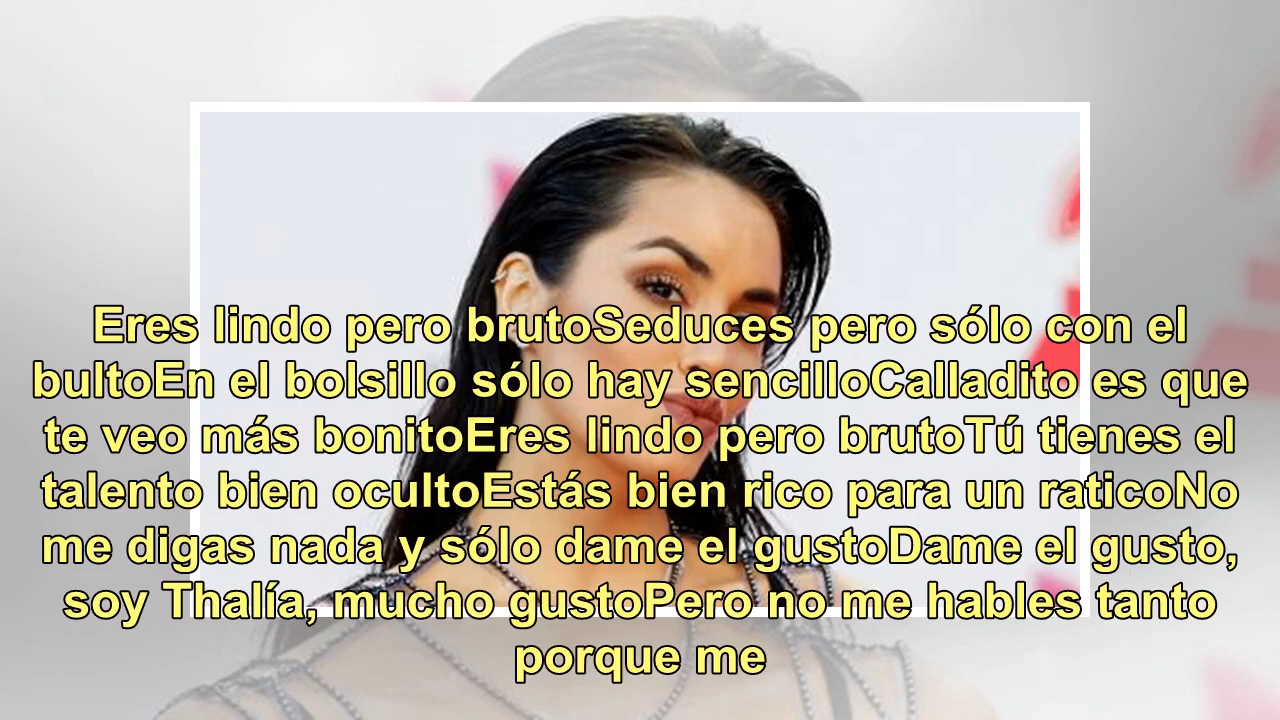 Eres lindo pero brutoSeduces pero sólo con el
bultoEn el bolsillo sólo hay sencilloCalladito es que
te veo más bonitoEres lindo pero brutoTú tienes el
talento bien ocultoEstás bien rico para un raticoNo
me digas nada y sólo dame el gustoDame el gusto,
soy Thalía, mucho gustoPero no me hables tanto
porque me